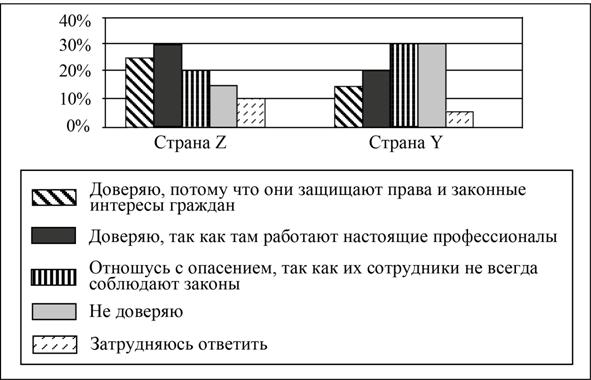 40%
30%
20%
10%
0%
Страна Z
Страна Y
Доверяю, потому что они защищают права и законные
интересы граждан
Доверяю, так как там работают настоящие профессионалы
Отношусь с опасением, так как их сотрудники не всегда
соблюдают законы
Не доверяю
Затрудняюсь ответить